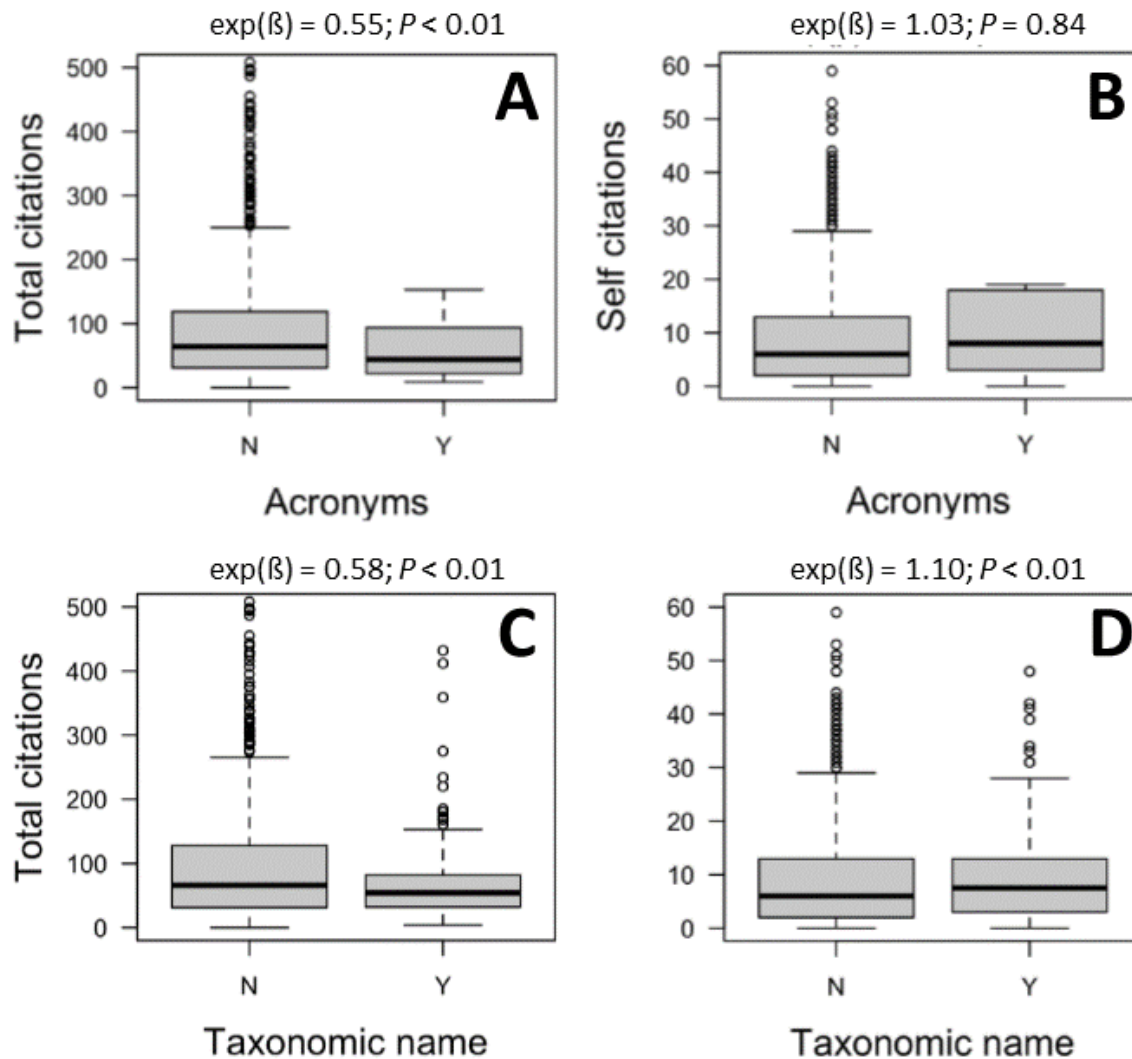 exp(ß) = 0.55; P < 0.01
exp(ß) = 1.03; P = 0.84
A
B
Total citations
500
400
300
200
100
0
N
Y
Acronyms
Self citations
60
50
40
30
20
10
0
N
Y
Acronyms
exp(ß) = 0.58; P < 0.01
exp(ß) = 1.10; P < 0.01
C
D
Total citations
500
400
300
200
100
0
N
Y
Taxonomic name
60
50
40
30
20
10
0
N
Y
Taxonomic name